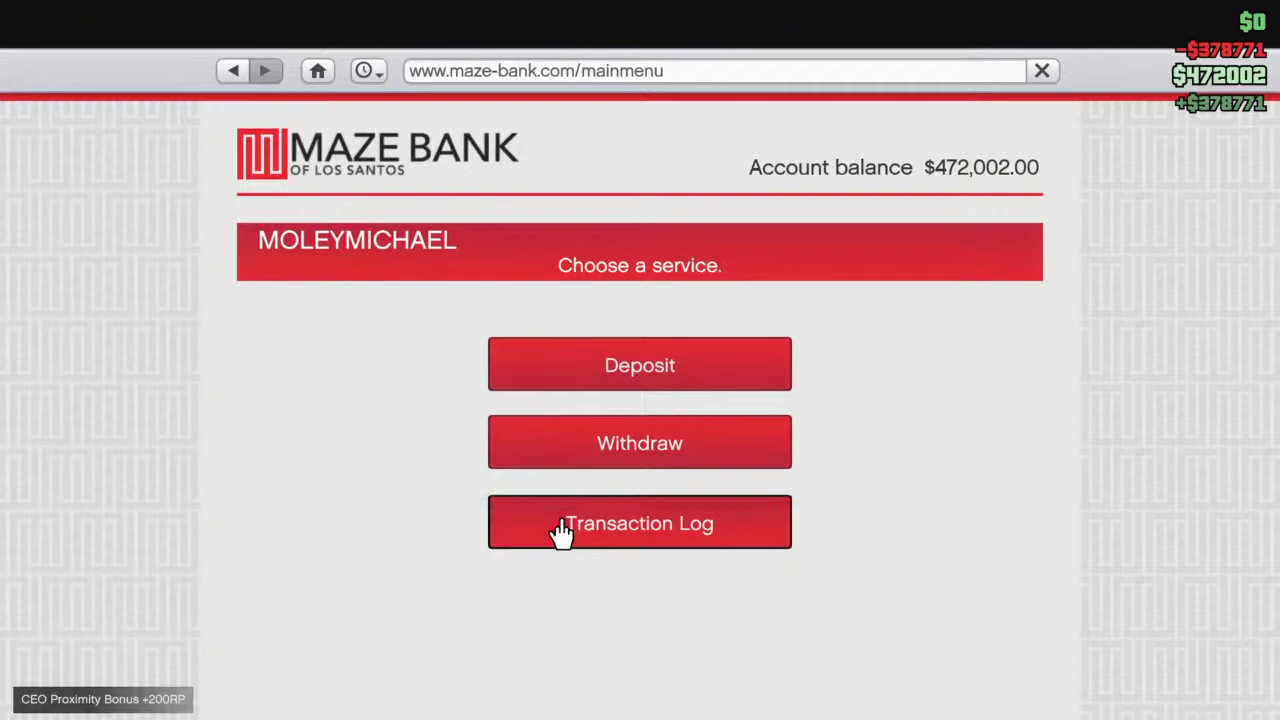 $0
-$378771
www.maze-bank.com/mainmenu
$472002
+$378771
MAZE BANK
OF LOS SANTOS
Account balance $472,002.00
MOLEYMICHAEL
Choose a service.
Deposit
Withdraw
Transaction Log
CEO Proximity Bonus +200RP